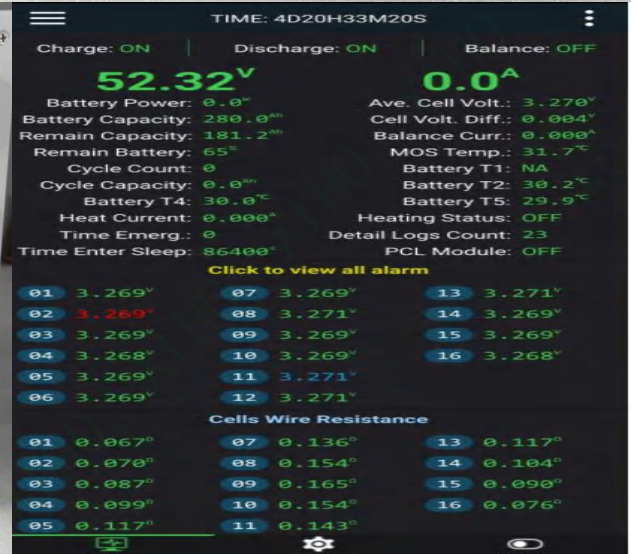 TIME: 4D20H33M20S
Charge: ON Discharge: ON Balance: OFF
52.32V 0.0A
Battery Power: 0.0W Ave. Cell Volt.: 3.270V
Battery Capacity: 280.0Ah Cell Volt. Diff.: 0.004V
Remain Capacity: 181.2Ah Balance Curr.: 0.000A
Remain Battery: 65% MOS Temp.: 31.7℃
Cycle Count: 0 Battery T1: NA
Cycle Capacity: 0.0Ah Battery T2: 30.2℃
Battery T4: 30.0℃ Battery T5: 29.9℃
Heat Current: 0.000A Heating Status: OFF
Time Emerg.: 0 Detail Logs Count: 23
Time Enter Sleep: 86400 PCL Module: OFF
Click to view all alarm
01 3.269V 07 3.269V 13 3.271V
02 3.269V 08 3.271V 14 3.269V
03 3.269V 09 3.269V 15 3.269V
04 3.268V 10 3.269V 16 3.268V
05 3.269V 11 3.271V
06 3.269V 12 3.271V
Cells Wire Resistance
01 0.067Ω 07 0.136Ω 13 0.117Ω
02 0.070Ω 08 0.154Ω 14 0.104Ω
03 0.087Ω 09 0.165Ω 15 0.090Ω
04 0.099Ω 10 0.154Ω 16 0.076Ω
05 0.117Ω 11 0.143Ω